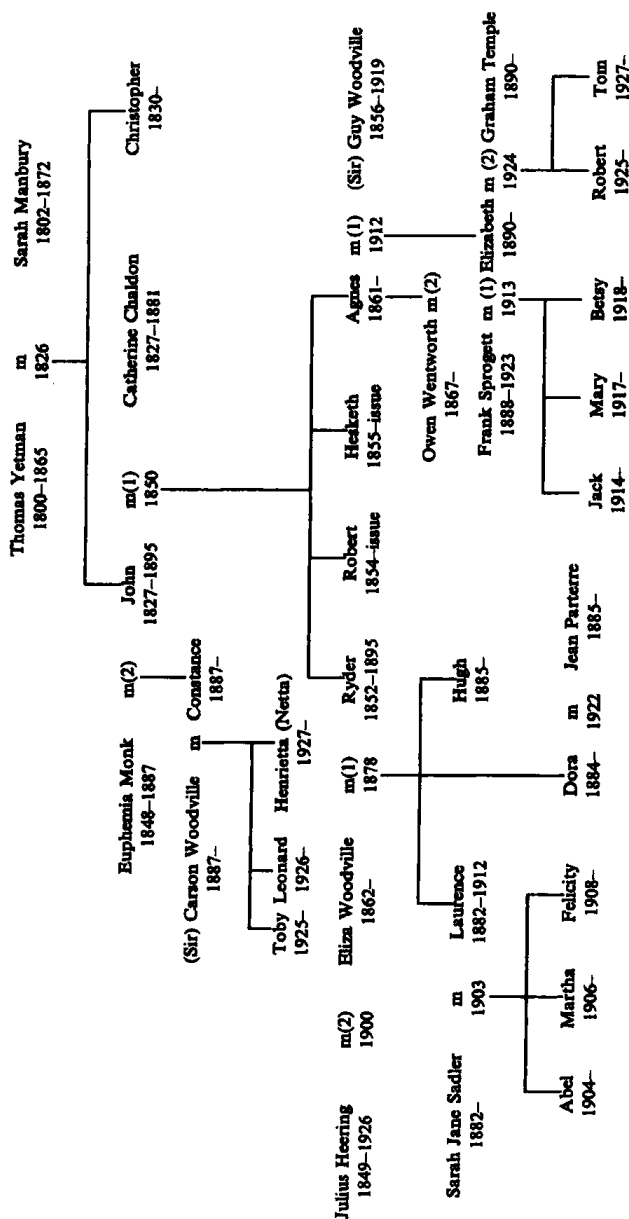 Thomas Yetman m Sarah Manbury
1800–1865 1826 1802–1872
Euphemia Monk m(2) John m(1) Catherine Chaldon Christopher
1848–1887 1827–1895 1850 1827–1881 1830–
(Sir) Carson Woodville m Constance
1887– 1887–
Toby Leonard Henrietta (Netta)
1925– 1926– 1927–
Julius Heering m(2) Eliza Woodville m(1) Ryder Robert Hesketh Agnes m(1) (Sir) Guy Woodville
1849–1926 1900 1862– 1878 1852–1895 1854–issue 1855–issue 1861– 1912 1856–1919
Owen Wentworth m(2)
1867–
Sarah Jane Sadler m Laurence Hugh Frank Sprogett m (1) Elizabeth m (2) Graham Temple
1882– 1903 1882–1912 1885– 1888–1923 1913 1890– 1924 1890–
Abel Martha Felicity Dora m Jean Parterre Jack Mary Betsy Robert Tom
1904– 1906– 1908– 1884– 1922 1885– 1914– 1917– 1918– 1925– 1927–